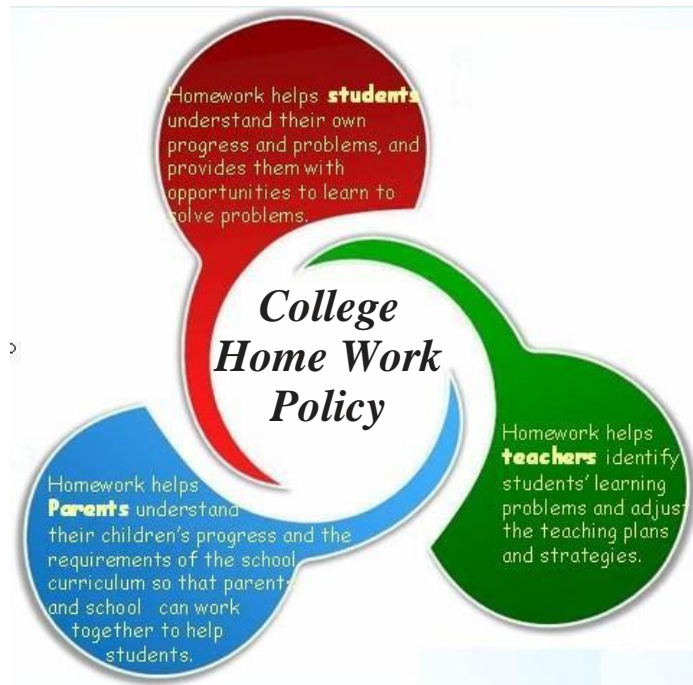 Homework helps students
understand their own
progress and problems, and
provides them with
opportunities to learn to
solve problems.
College
Home Work
Policy
Homework helps
teachers identify
students' learning
problems and adjust
the teaching plans
and strategies.
Homework helps
Parents understand
their children's progress and the
requirements of the school
curriculum so that parents
and school can work
together to help
students.